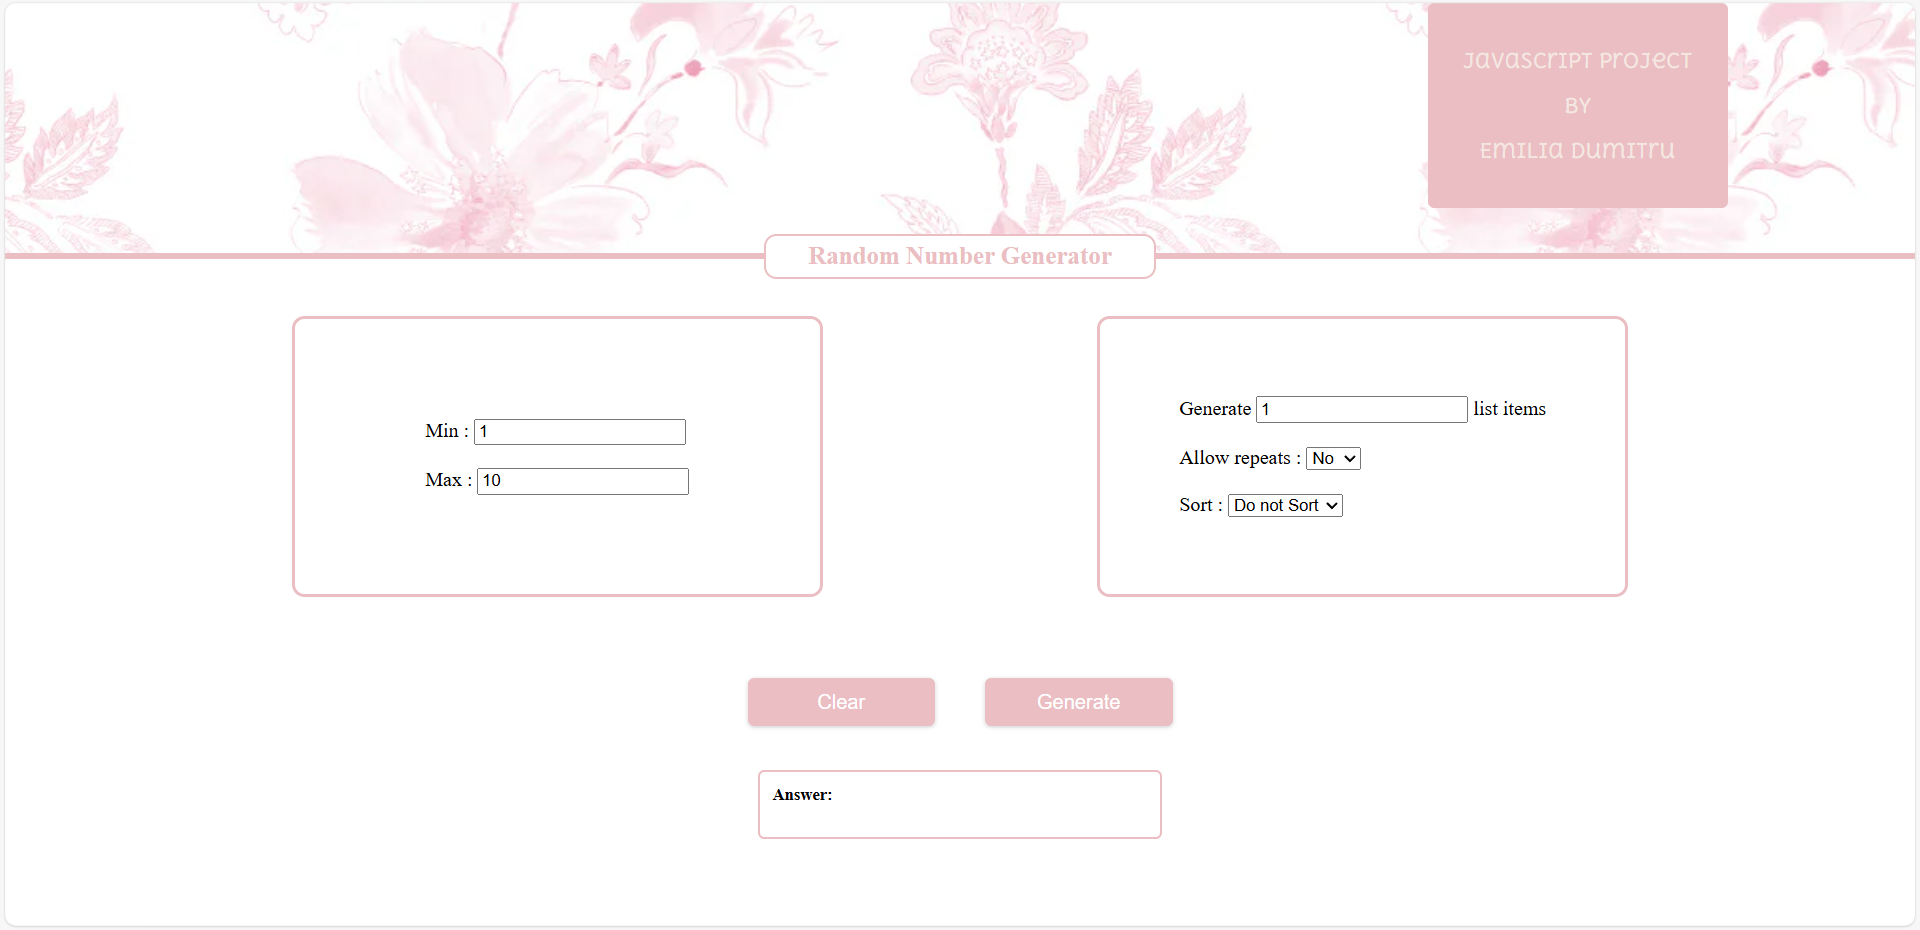 JavaScript Project
BY
Emilia Dumitru
Random Number Generator
Min : 1
Max : 10
Generate 1 list items
Allow repeats : No
Sort : Do not Sort
Clear
Generate
Answer: